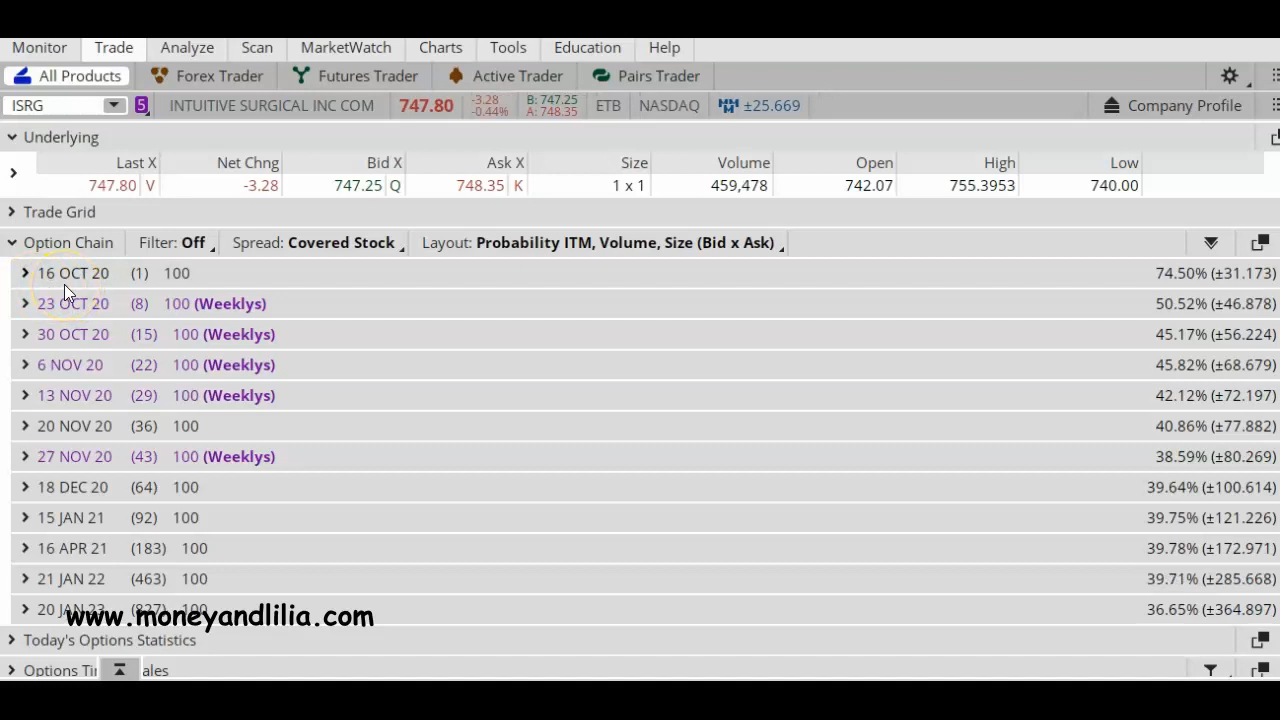 Monitor Trade Analyze Scan MarketWatch Charts Tools Education Help
All Products Forex Trader Futures Trader Active Trader Pairs Trader
ISRG 5 INTUITIVE SURGICAL INC COM 747.80 -3.28 -0.44% B: 747.25 A: 748.35 ETB NASDAQ ±25.669 Company Profile
Underlying
Last X Net Chng Bid X Ask X Size Volume Open High Low
747.80 V -3.28 747.25 Q 748.35 K 1 x 1 459,478 742.07 755.3953 740.00
Trade Grid
Option Chain Filter: Off Spread: Covered Stock Layout: Probability ITM, Volume, Size (Bid x Ask)
16 OCT 20 (1) 100 74.50% (±31.173)
23 OCT 20 (8) 100 (Weeklys) 50.52% (±46.878)
30 OCT 20 (15) 100 (Weeklys) 45.17% (±56.224)
6 NOV 20 (22) 100 (Weeklys) 45.82% (±68.679)
13 NOV 20 (29) 100 (Weeklys) 42.12% (±72.197)
20 NOV 20 (36) 100 40.86% (±77.882)
27 NOV 20 (43) 100 (Weeklys) 38.59% (±80.269)
18 DEC 20 (64) 100 39.64% (±100.614)
15 JAN 21 (92) 100 39.75% (±121.226)
16 APR 21 (183) 100 39.78% (±172.971)
21 JAN 22 (463) 100 39.71% (±285.668)
20 JAN 23 (827) 100 36.65% (±364.897)
www.moneyandlilia.com
Today's Options Statistics
Options Ti ales